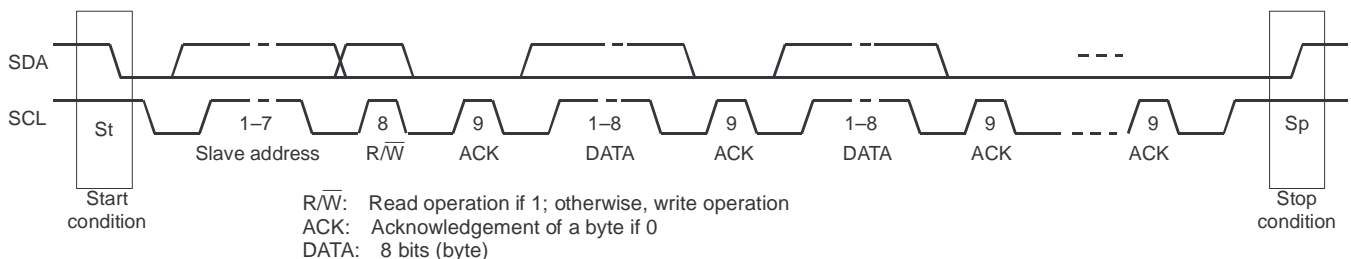 SDA
SCL
St
1–7
8
9
1–8
9
1–8
9
9
Sp
Slave address
R/W̅
ACK
DATA
ACK
DATA
ACK
ACK
Start
condition
Stop
condition
R/W̅: Read operation if 1; otherwise, write operation
ACK: Acknowledgement of a byte if 0
DATA: 8 bits (byte)